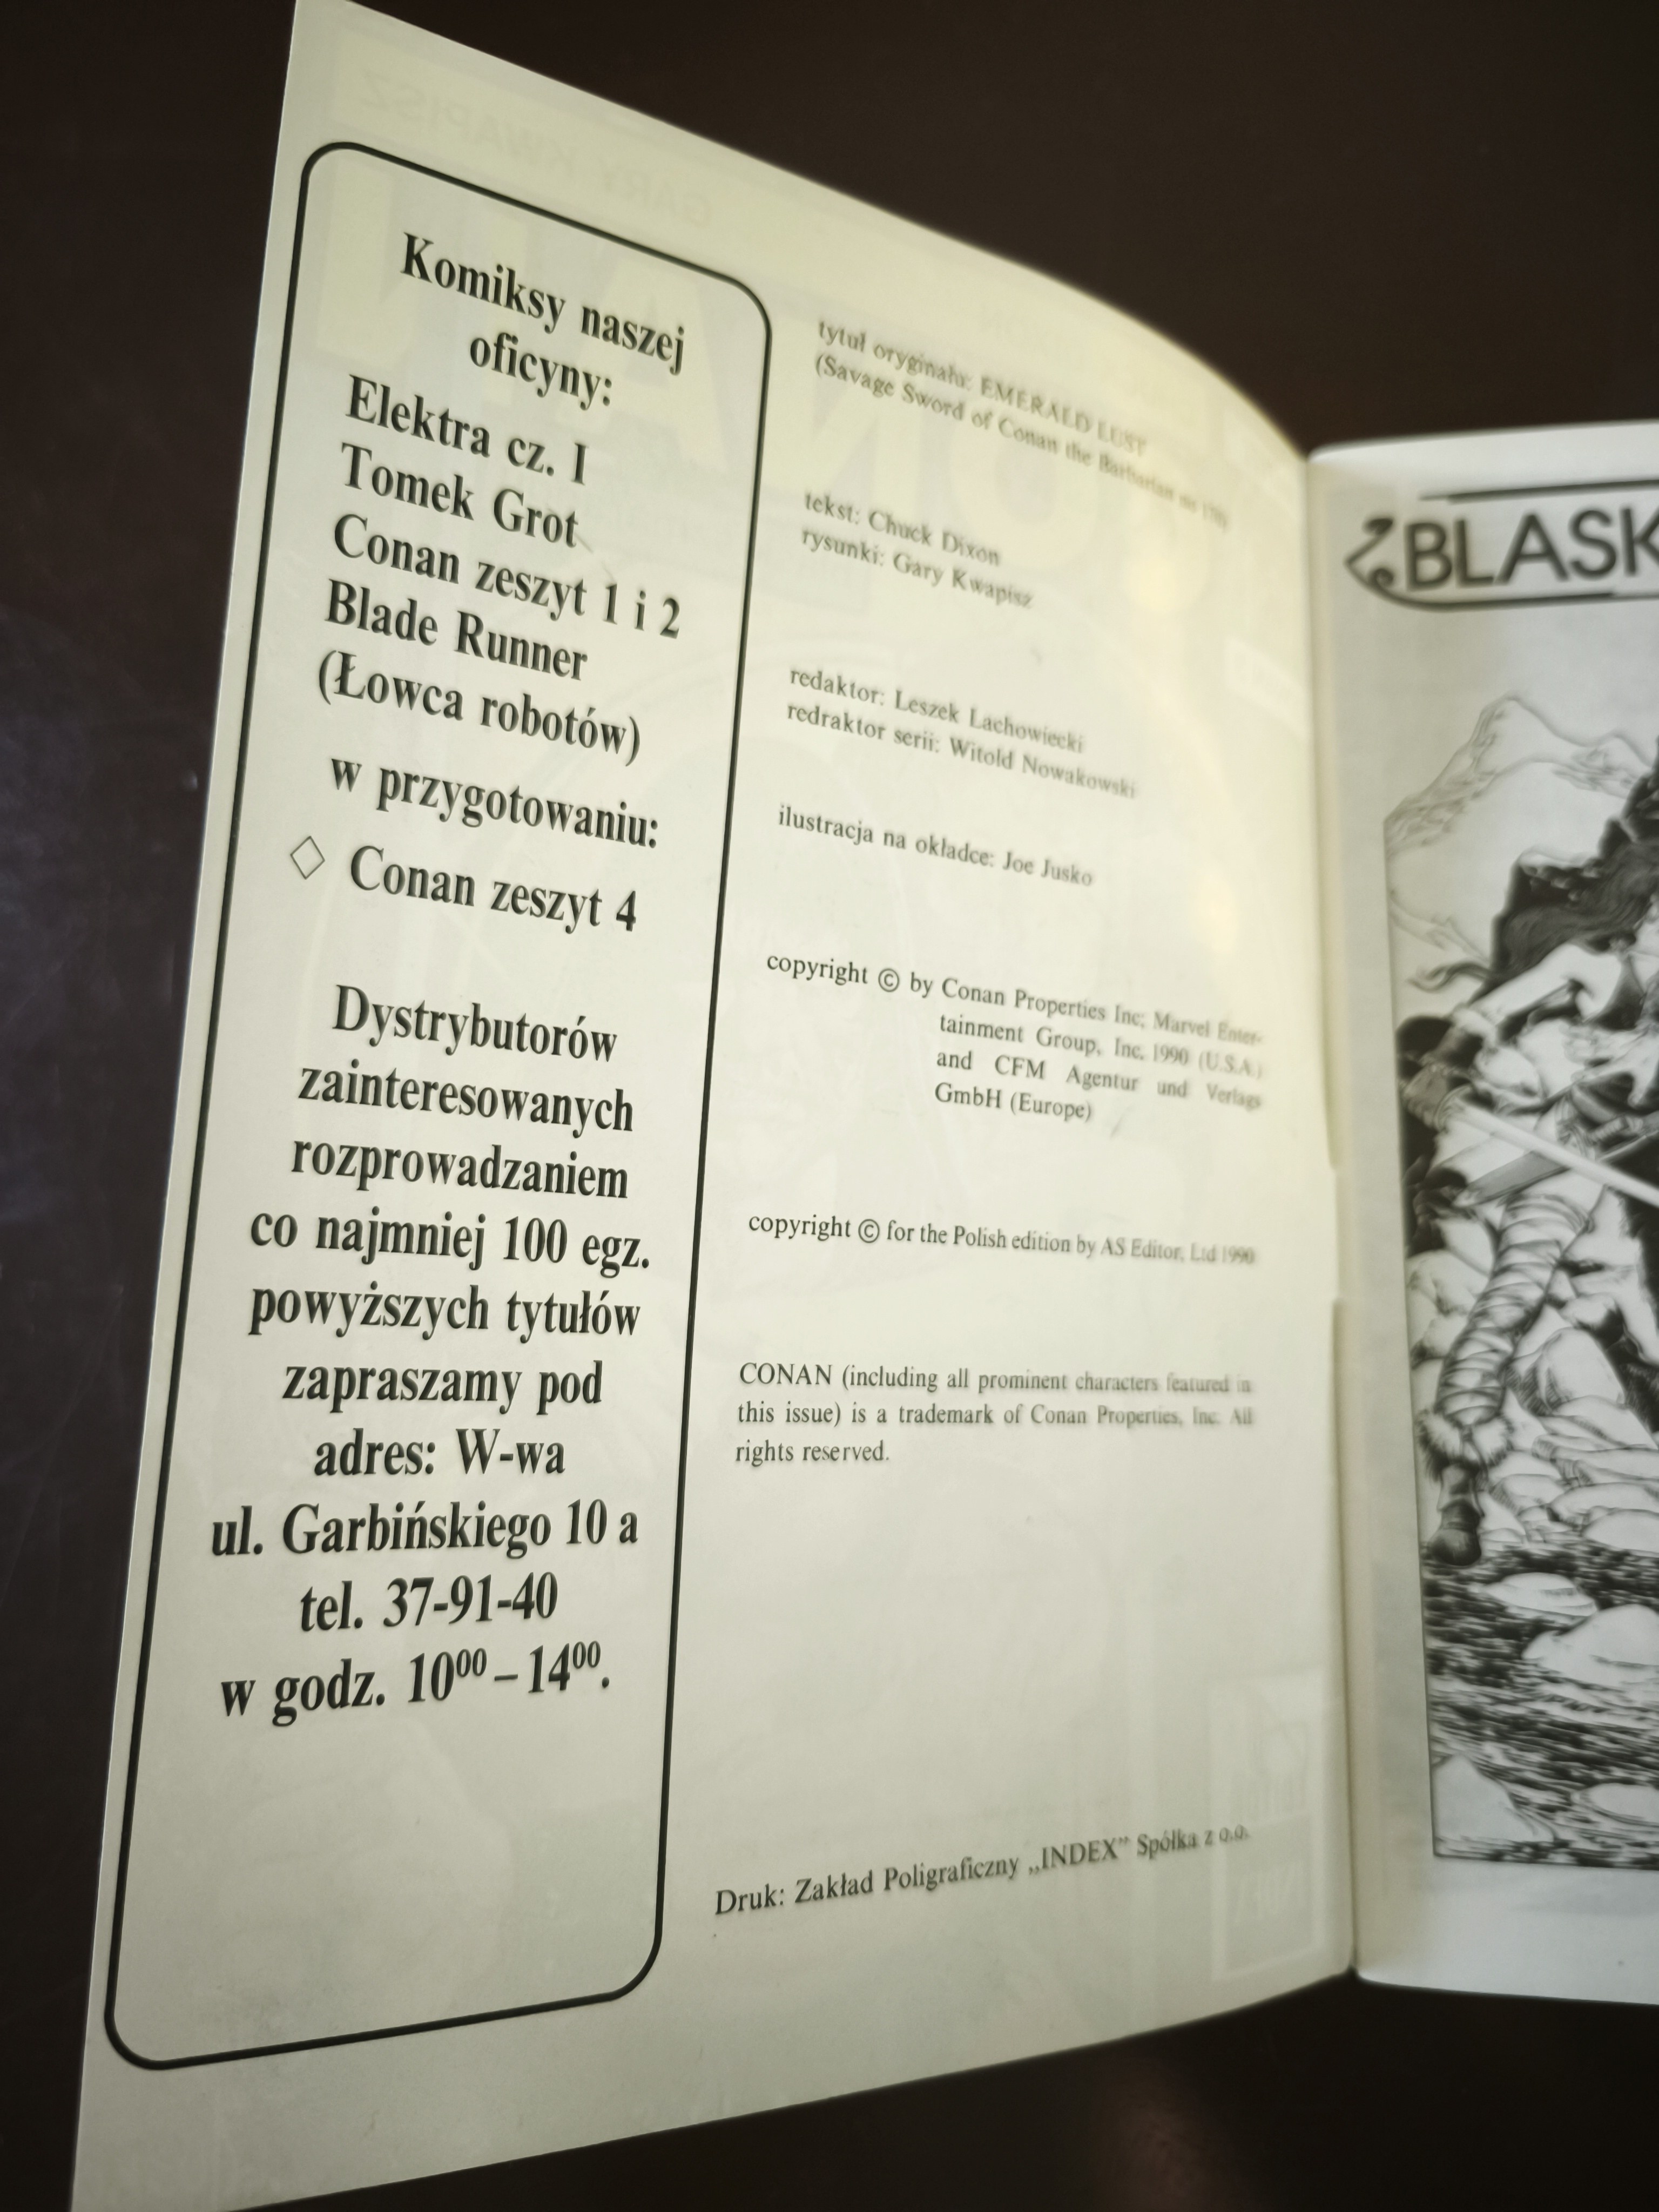 Komiksy naszej
oficyny:
Elektra cz. I
Tomek Grot
Conan zeszyt 1 i 2
Blade Runner
(Łowca robotów)
w przygotowaniu:
◇ Conan zeszyt 4
Dystrybutorów
zainteresowanych
rozprowadzaniem
co najmniej 100 egz.
powyższych tytułów
zapraszamy pod
adres: W-wa
ul. Garbińskiego 10 a
tel. 37-91-40
w godz. 10⁰⁰ – 14⁰⁰.
tytuł oryginału: EMERALD LUST
(Savage Sword of Conan the Barbarian
tekst: Chuck Dixon
rysunki: Gary Kwapisz
redaktor: Leszek Lachowiecki
redraktor serii: Witold Nowakowski
ilustracja na okładce: Joe Jusko
copyright © by Conan Properties Inc; Marvel Enter-
tainment Group, Inc, 1990 (U.S.A.)
and CFM Agentur und Verlags
GmbH (Europe)
copyright © for the Polish edition by AS Editor, Ltd 1990
CONAN (including all prominent characters featured in
this issue) is a trademark of Conan Properties, Inc. All
rights reserved.
Druk: Zakład Poligraficzny „INDEX” Spółka z o.o.
BLASK
GARY KWAPISZ